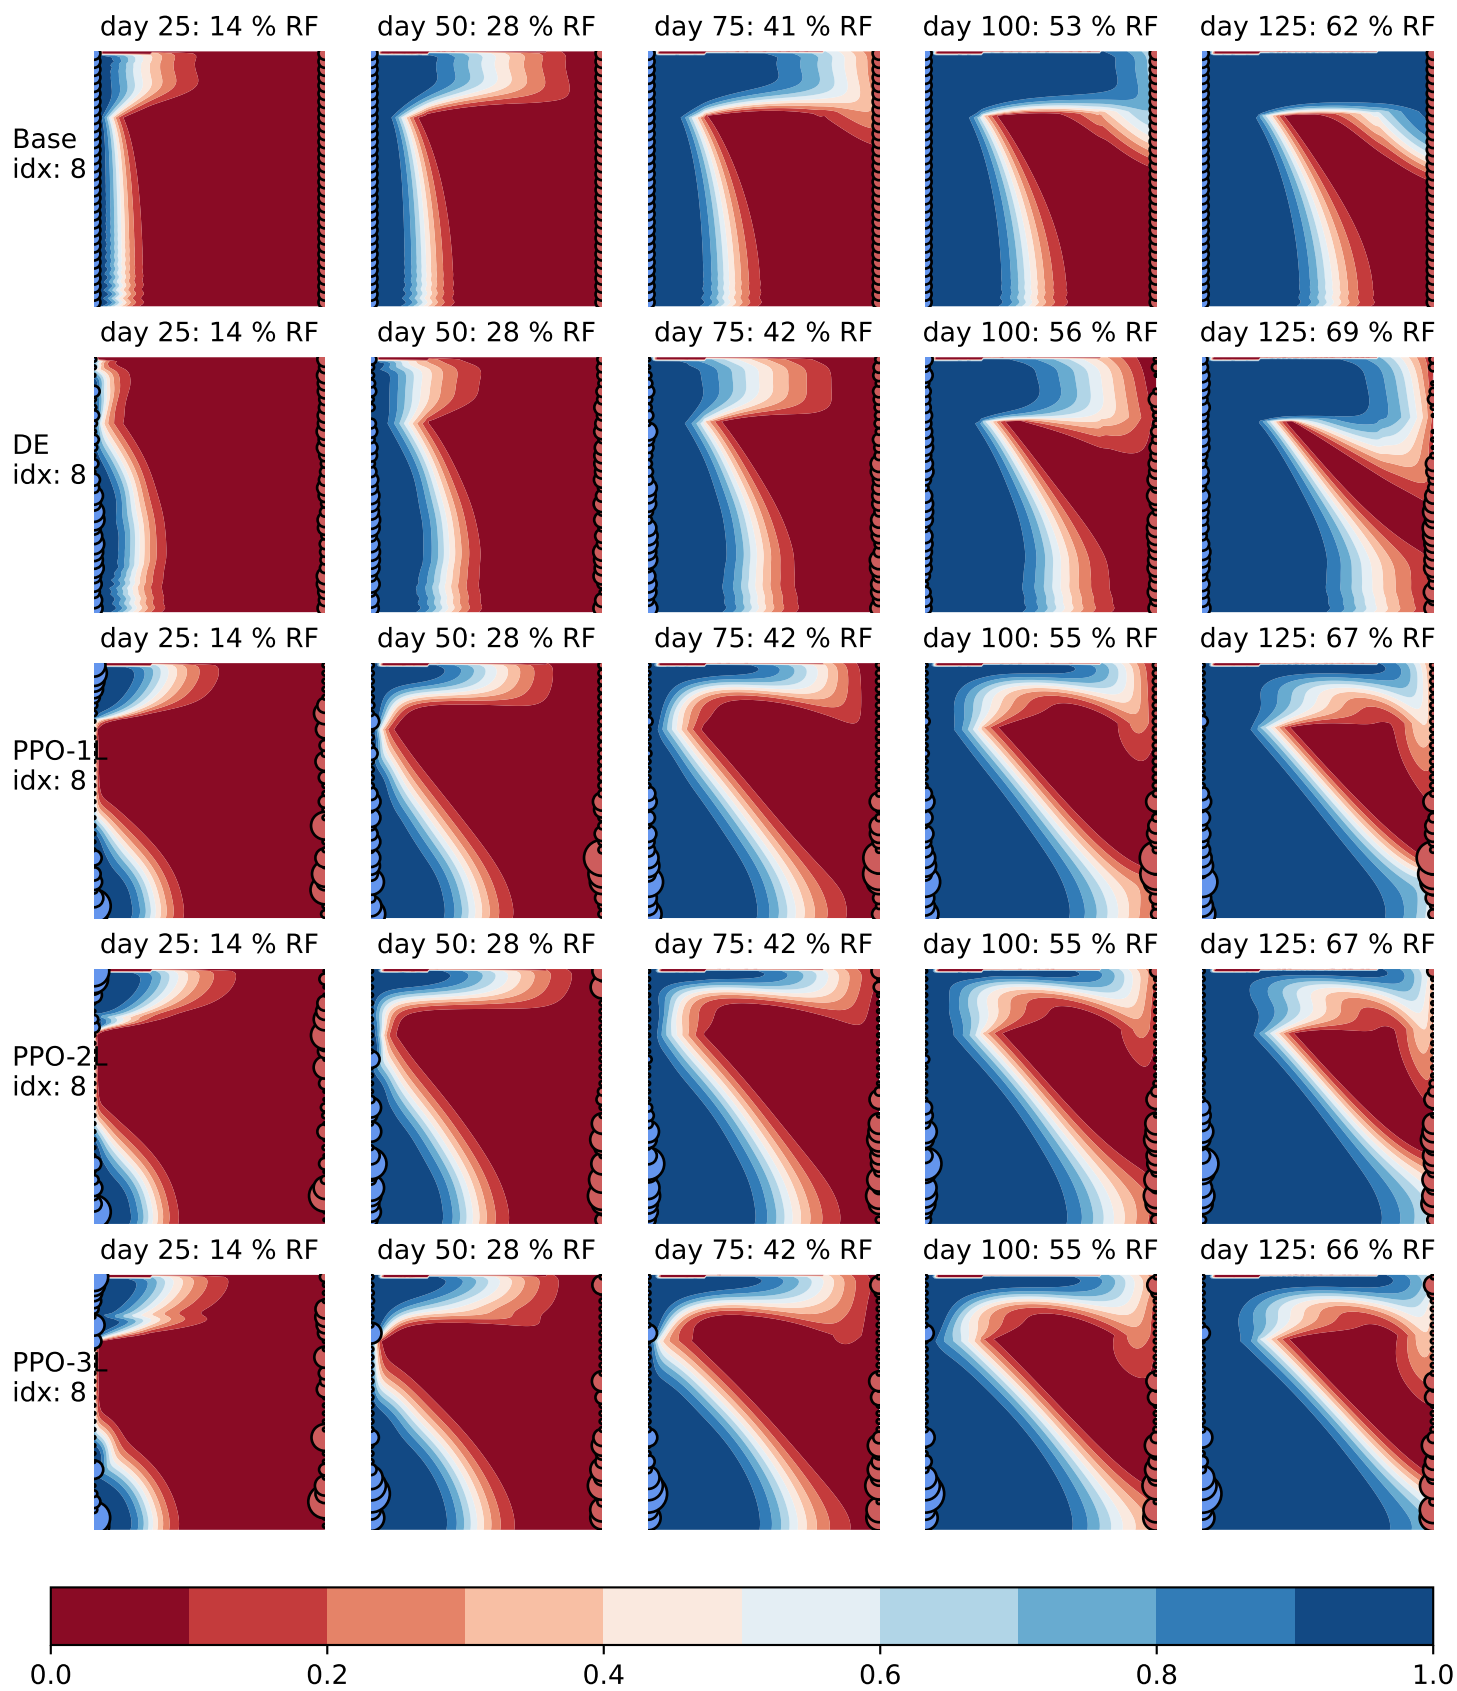 day 25: 14 % RF
day 50: 28 % RF
day 75: 41 % RF
day 100: 53 % RF
day 125: 62 % RF
Base
idx: 8
day 25: 14 % RF
day 50: 28 % RF
day 75: 42 % RF
day 100: 56 % RF
day 125: 69 % RF
DE
idx: 8
day 25: 14 % RF
day 50: 28 % RF
day 75: 42 % RF
day 100: 55 % RF
day 125: 67 % RF
PPO-1L
idx: 8
day 25: 14 % RF
day 50: 28 % RF
day 75: 42 % RF
day 100: 55 % RF
day 125: 67 % RF
PPO-2L
idx: 8
day 25: 14 % RF
day 50: 28 % RF
day 75: 42 % RF
day 100: 55 % RF
day 125: 66 % RF
PPO-3L
idx: 8
0.0
0.2
0.4
0.6
0.8
1.0